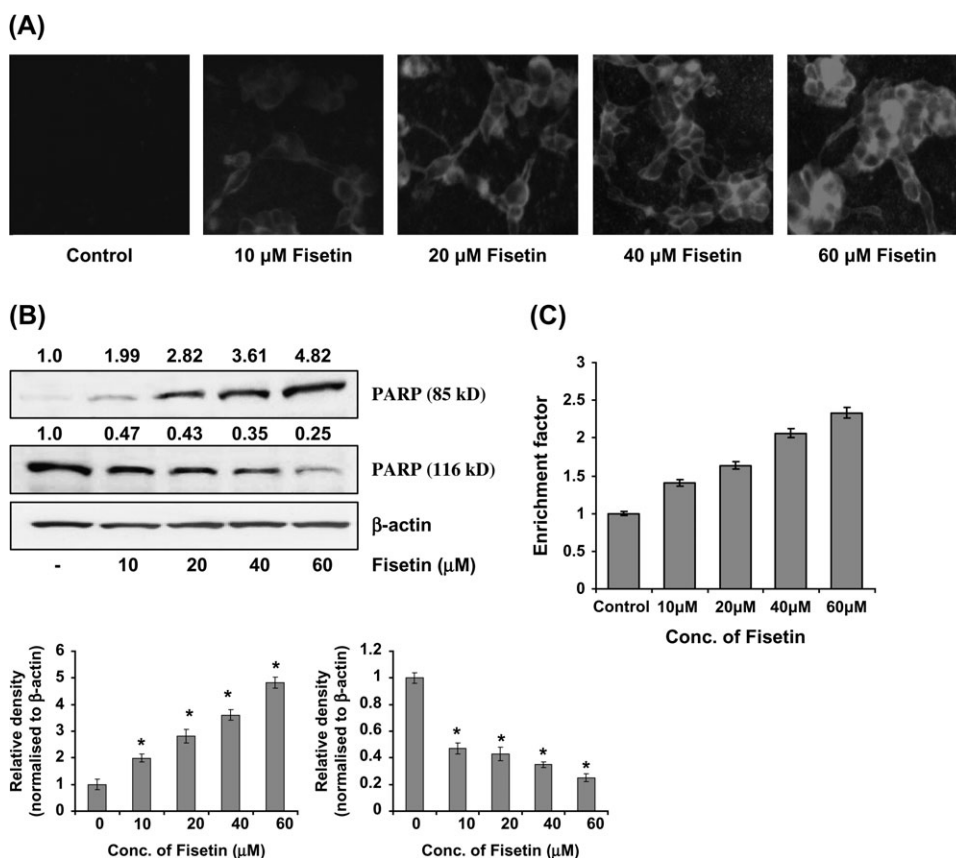 (A)
Control 10 µM Fisetin 20 µM Fisetin 40 µM Fisetin 60 µM Fisetin
(B)
1.0 1.99 2.82 3.61 4.82
PARP (85 kD)
1.0 0.47 0.43 0.35 0.25
PARP (116 kD)
β-actin
- 10 20 40 60 Fisetin (µM)
(C)
Enrichment factor
3
2.5
2
1.5
1
0.5
0
Control 10µM 20µM 40µM 60µM
Conc. of Fisetin
Relative density
(normalised to β-actin)
6
5
4
3
2
1
0
* * * *
0 10 20 40 60
Conc. of Fisetin (µM)
Relative density
(normalised to β-actin)
1.2
1
0.8
0.6
0.4
0.2
0
* * * *
0 10 20 40 60
Conc. of Fisetin (µM)